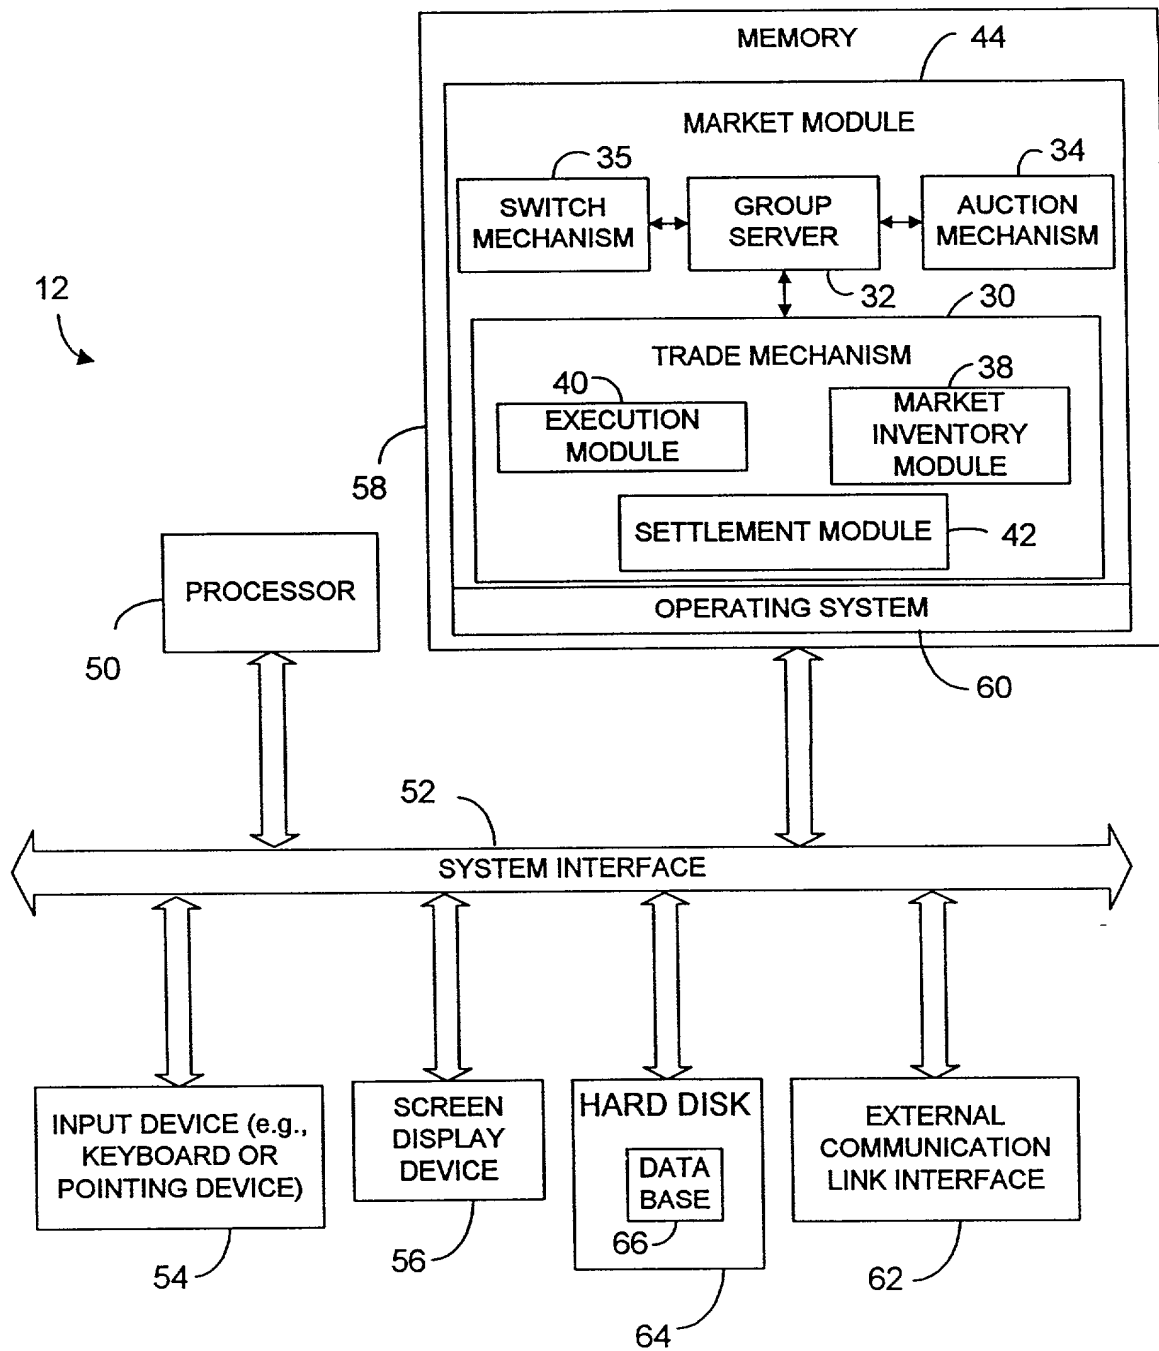 MEMORY
44
MARKET MODULE
35
34
SWITCH
MECHANISM
GROUP
SERVER
AUCTION
MECHANISM
12
32
30
TRADE MECHANISM
40
38
EXECUTION
MODULE
MARKET
INVENTORY
MODULE
58
SETTLEMENT MODULE
42
PROCESSOR
OPERATING SYSTEM
50
60
52
SYSTEM INTERFACE
INPUT DEVICE (e.g.,
KEYBOARD OR
POINTING DEVICE)
SCREEN
DISPLAY
DEVICE
HARD DISK
DATA
BASE
EXTERNAL
COMMUNICATION
LINK INTERFACE
54
56
66
62
64